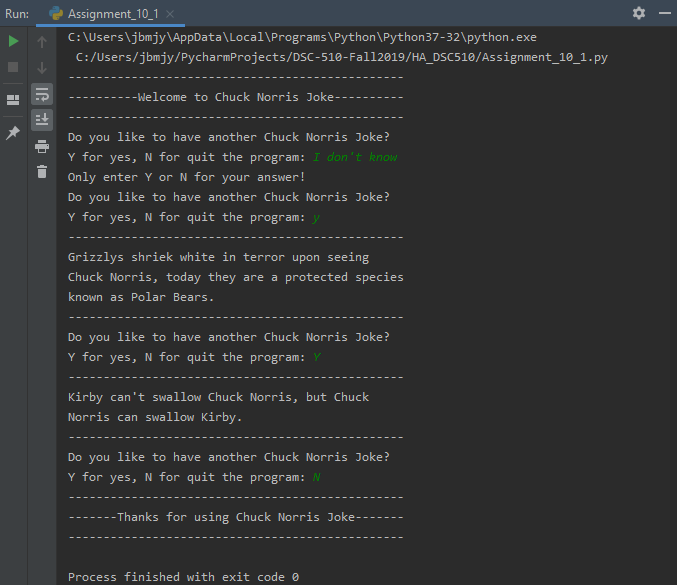 Run: Assignment_10_1
C:\Users\jbmjy\AppData\Local\Programs\Python\Python37-32\python.exe
C:/Users/jbmjy/PycharmProjects/DSC-510-Fall2019/HA_DSC510/Assignment_10_1.py
------------------------------------------------
----------Welcome to Chuck Norris Joke----------
------------------------------------------------
Do you like to have another Chuck Norris Joke?
Y for yes, N for quit the program: I don't know
Only enter Y or N for your answer!
Do you like to have another Chuck Norris Joke?
Y for yes, N for quit the program: y
------------------------------------------------
Grizzlys shriek white in terror upon seeing
Chuck Norris, today they are a protected species
known as Polar Bears.
------------------------------------------------
Do you like to have another Chuck Norris Joke?
Y for yes, N for quit the program: Y
------------------------------------------------
Kirby can't swallow Chuck Norris, but Chuck
Norris can swallow Kirby.
------------------------------------------------
Do you like to have another Chuck Norris Joke?
Y for yes, N for quit the program: N
------------------------------------------------
-------Thanks for using Chuck Norris Joke-------
------------------------------------------------
Process finished with exit code 0